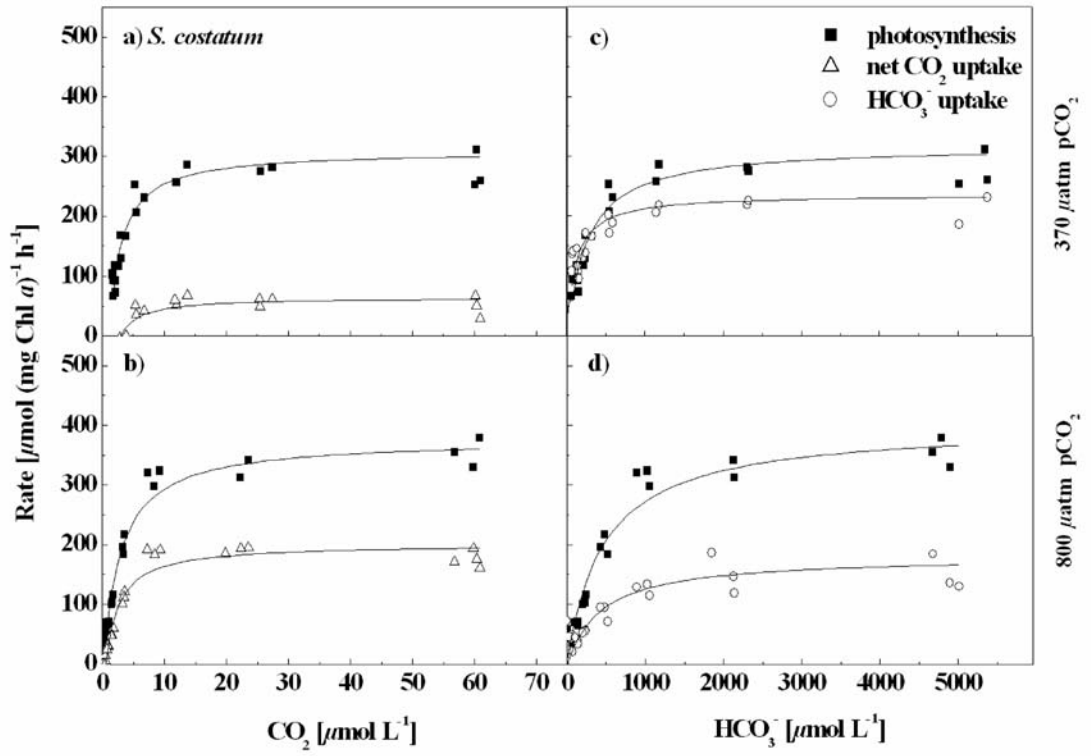 a) S. costatum
500
400
300
200
100
0
c)
photosynthesis
net CO₂ uptake
HCO₃⁻ uptake
370 µatm pCO₂
b)
500
400
300
200
100
0
d)
800 µatm pCO₂
Rate [µmol (mg Chl a)⁻¹ h⁻¹]
0 10 20 30 40 50 60 70
0 1000 2000 3000 4000 5000
CO₂ [µmol L⁻¹]
HCO₃⁻ [µmol L⁻¹]